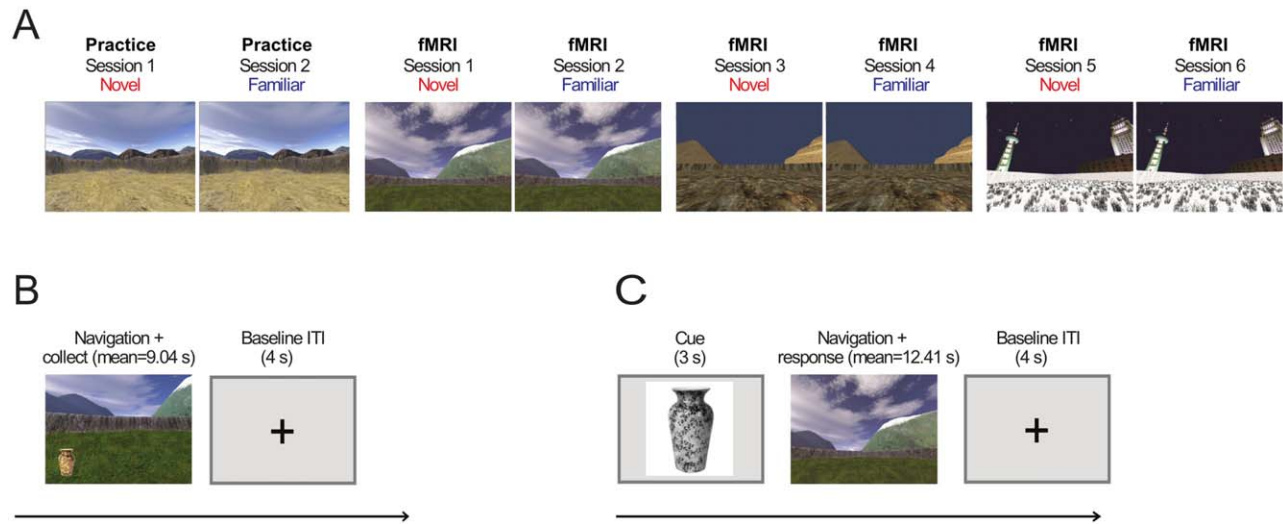 A
Practice
Session 1
Novel
Practice
Session 2
Familiar
fMRI
Session 1
Novel
fMRI
Session 2
Familiar
fMRI
Session 3
Novel
fMRI
Session 4
Familiar
fMRI
Session 5
Novel
fMRI
Session 6
Familiar
B
Navigation +
collect (mean=9.04 s)
Baseline ITI
(4 s)
C
Cue
(3 s)
Navigation +
response (mean=12.41 s)
Baseline ITI
(4 s)